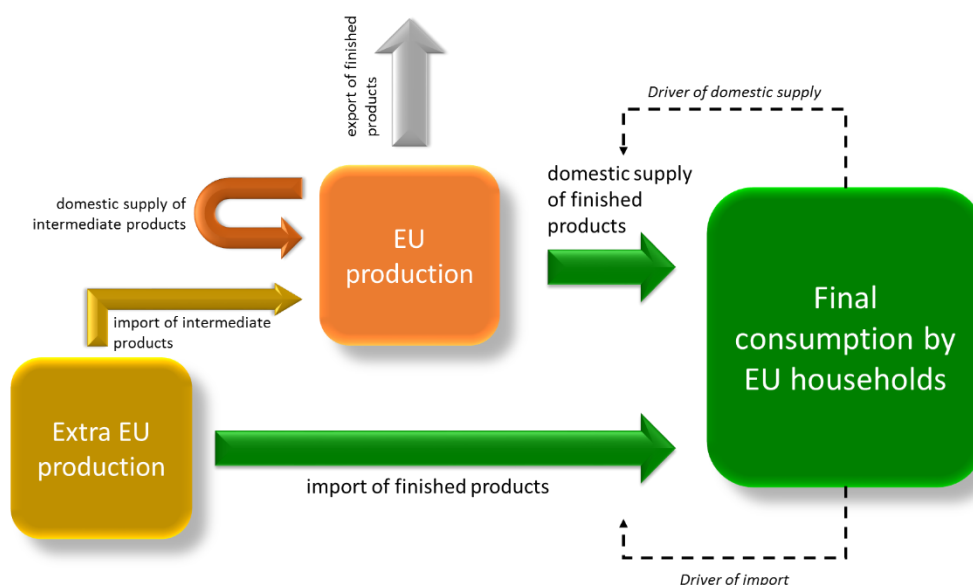 export of finished
products
Driver of domestic supply
domestic supply of
intermediate products
EU
production
domestic supply
of finished
products
import of intermediate
products
Final
consumption by
EU households
Extra EU
production
import of finished products
Driver of import